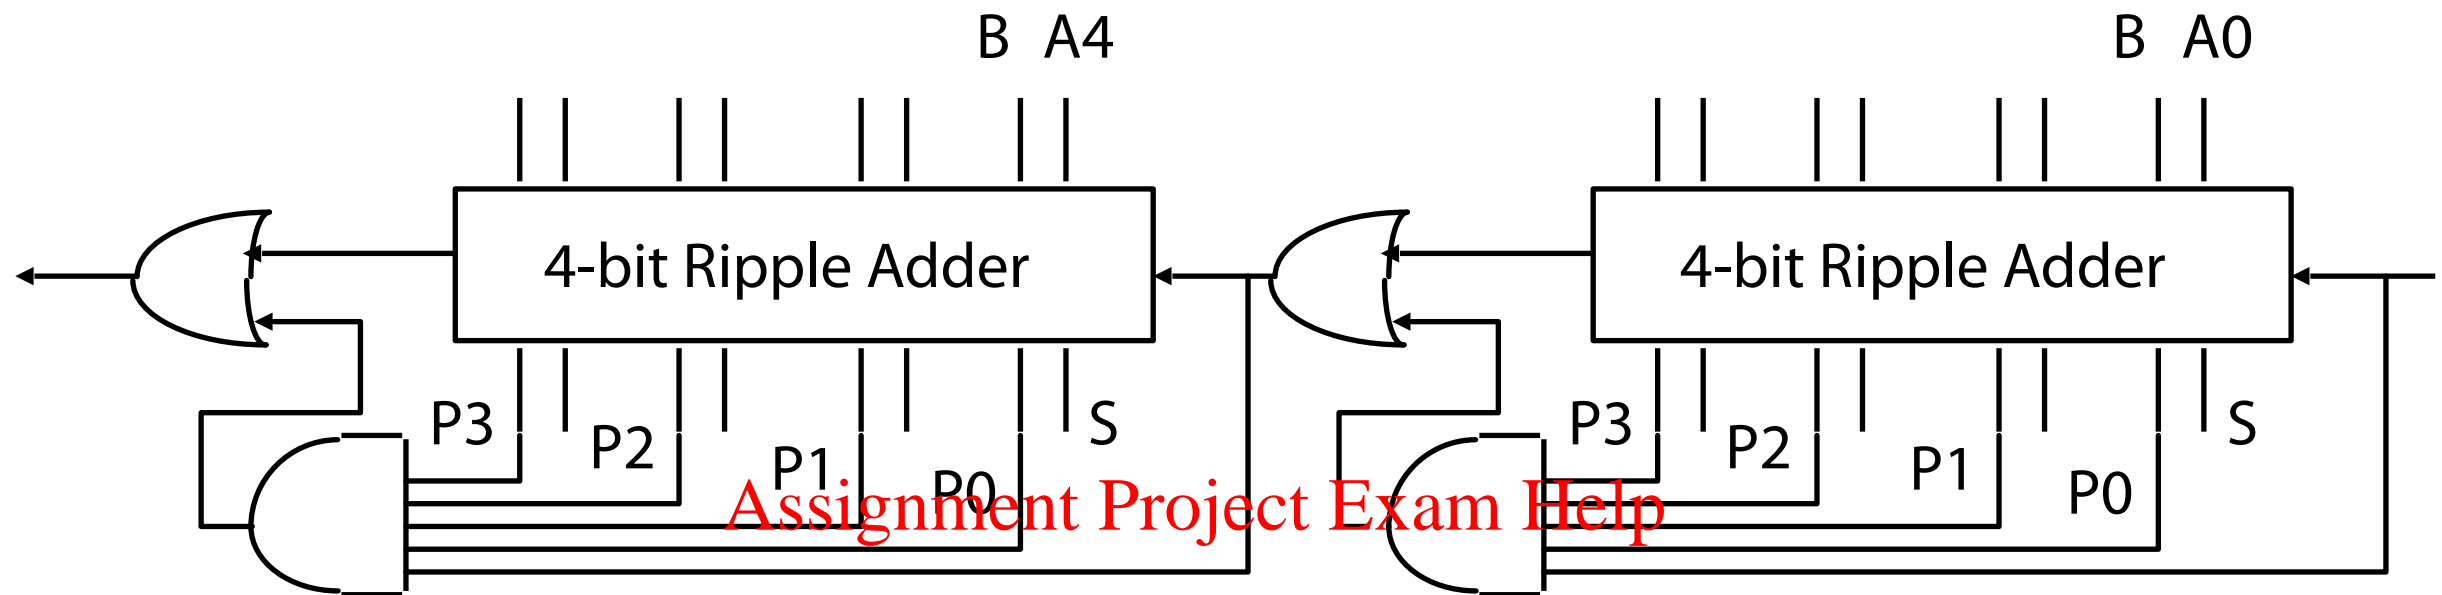 B A4 B A0
4-bit Ripple Adder 4-bit Ripple Adder
P3 P2 P1 P0 S P3 P2 P1 P0 S
Assignment Project Exam Help